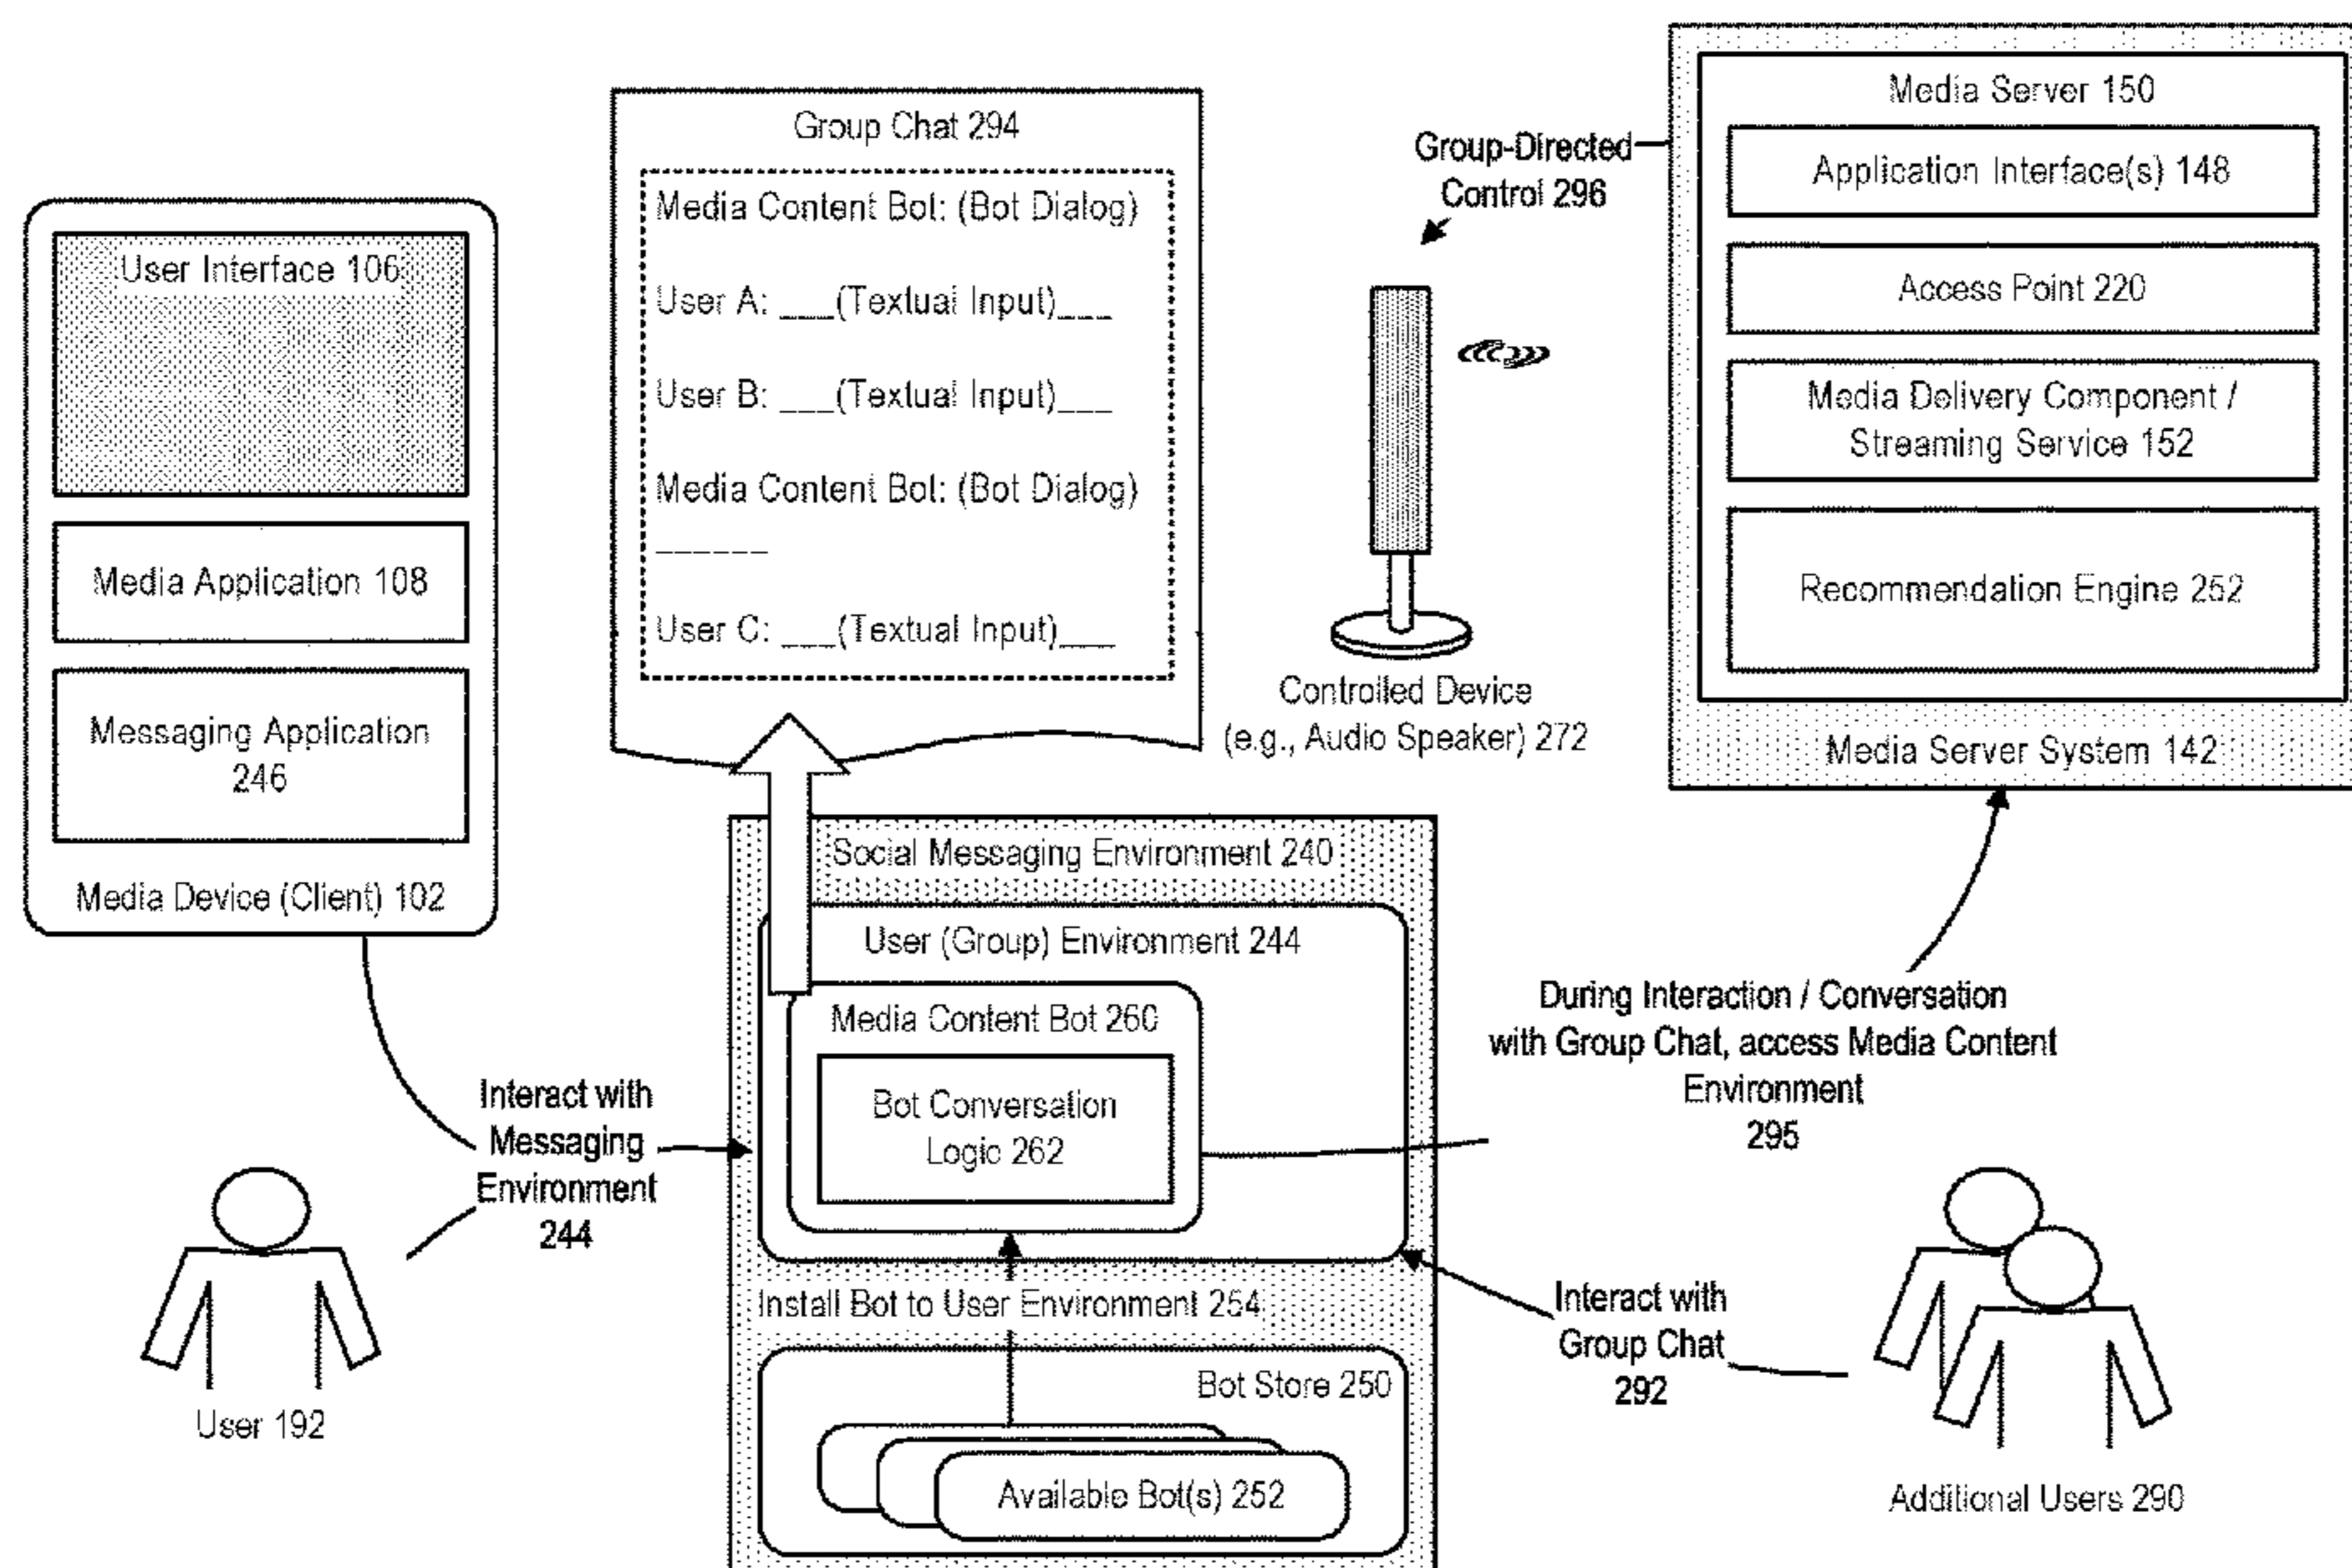 User Interface 106
Media Application 108
Messaging Application
246
Media Device (Client) 102
Group Chat 294
Media Content Bot: (Bot Dialog)
User A: ___(Textual Input)___
User B: ___(Textual Input)___
Media Content Bot: (Bot Dialog)
______
User C: ___(Textual Input)___
Group-Directed
Control 296
Controlled Device
(e.g., Audio Speaker) 272
Media Server 150
Application Interface(s) 148
Access Point 220
Media Delivery Component /
Streaming Service 152
Recommendation Engine 252
Media Server System 142
Social Messaging Environment 240
User (Group) Environment 244
Media Content Bot 260
Bot Conversation
Logic 262
Install Bot to User Environment 254
Bot Store 250
Available Bot(s) 252
Interact with
Messaging
Environment
244
User 192
During Interaction / Conversation
with Group Chat, access Media Content
Environment
295
Interact with
Group Chat
292
Additional Users 290